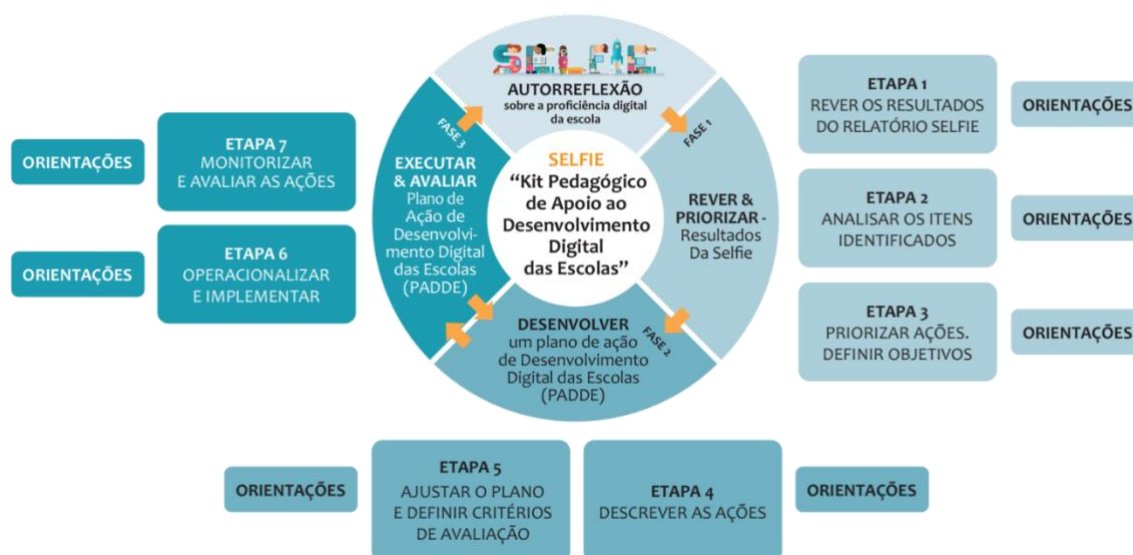 SELFIE
AUTORREFLEXÃO
sobre a proficiência digital
da escola
FASE 1
REVER &
PRIORIZAR -
Resultados
Da Selfie
ETAPA 1
REVER OS RESULTADOS
DO RELATÓRIO SELFIE
ORIENTAÇÕES
ETAPA 2
ANALISAR OS ITENS
IDENTIFICADOS
ORIENTAÇÕES
ETAPA 3
PRIORIZAR AÇÕES.
DEFINIR OBJETIVOS
ORIENTAÇÕES
FASE 2
DESENVOLVER
um plano de ação
de Desenvolvimento
Digital das Escolas
(PADDE)
ETAPA 4
DESCREVER AS AÇÕES
ORIENTAÇÕES
ETAPA 5
AJUSTAR O PLANO
E DEFINIR CRITÉRIOS
DE AVALIAÇÃO
ORIENTAÇÕES
FASE 3
EXECUTAR
& AVALIAR
Plano de
Ação de
Desenvolvi-
mento Digital
das Escolas
(PADDE)
ETAPA 6
OPERACIONALIZAR
E IMPLEMENTAR
ORIENTAÇÕES
ETAPA 7
MONITORIZAR
E AVALIAR AS AÇÕES
ORIENTAÇÕES
SELFIE
“Kit Pedagógico
de Apoio ao
Desenvolvimento
Digital
das Escolas”